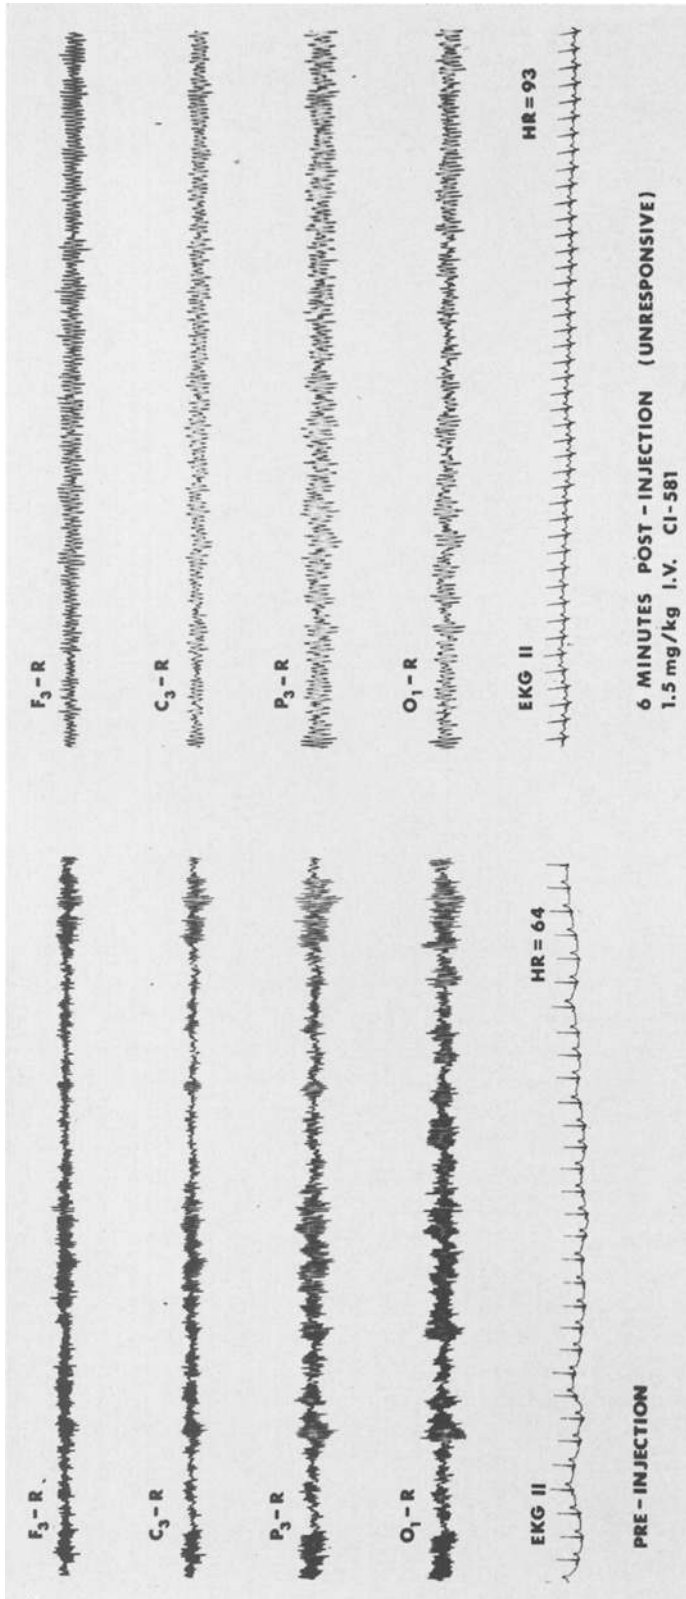 F3-R
C3-R
P3-R
O1-R
EKG II
HR = 64
PRE-INJECTION
F3-R
C3-R
P3-R
O1-R
EKG II
HR = 93
6 MINUTES POST-INJECTION (UNRESPONSIVE)
1.5 mg/kg I.V. CI-581